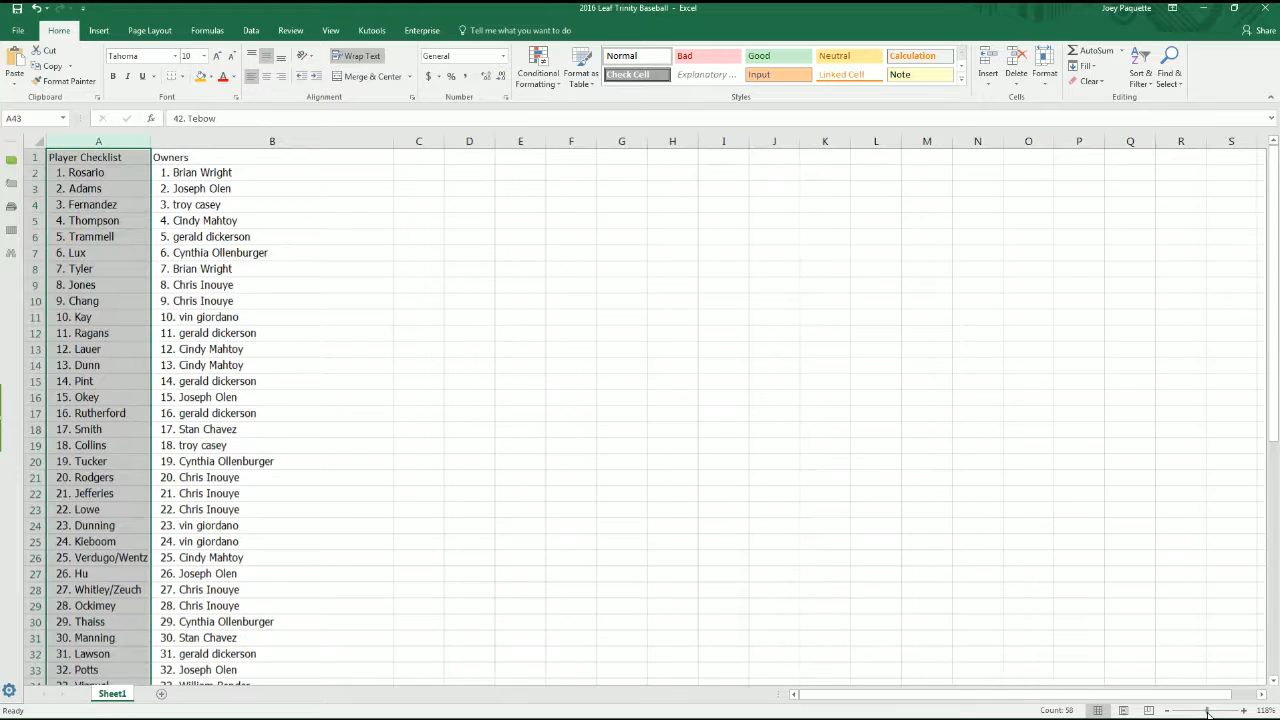 2016 Leaf Trinity Baseball - Excel
Joey Paquette
File Home Insert Page Layout Formulas Data Review View Kutools Enterprise Tell me what you want to do
Share
Paste
Cut
Copy
Format Painter
Clipboard
Tahoma 10
B I U
Font
Wrap Text
Merge & Center
Alignment
General
$ % ,
Number
Conditional Formatting
Format as Table
Normal Bad Good Neutral Calculation
Check Cell Explanatory ... Input Linked Cell Note
Styles
Insert Delete Format
Cells
AutoSum
Fill
Clear
Sort & Filter
Find & Select
Editing
A43 fx 42. Tebow
A B C D E F G H I J K L M N O P Q R S
1 Player Checklist Owners
2 1. Rosario 1. Brian Wright
3 2. Adams 2. Joseph Olen
4 3. Fernandez 3. troy casey
5 4. Thompson 4. Cindy Mahtoy
6 5. Trammell 5. gerald dickerson
7 6. Lux 6. Cynthia Ollenburger
8 7. Tyler 7. Brian Wright
9 8. Jones 8. Chris Inouye
10 9. Chang 9. Chris Inouye
11 10. Kay 10. vin giordano
12 11. Ragans 11. gerald dickerson
13 12. Lauer 12. Cindy Mahtoy
14 13. Dunn 13. Cindy Mahtoy
15 14. Pint 14. gerald dickerson
16 15. Okey 15. Joseph Olen
17 16. Rutherford 16. gerald dickerson
18 17. Smith 17. Stan Chavez
19 18. Collins 18. troy casey
20 19. Tucker 19. Cynthia Ollenburger
21 20. Rodgers 20. Chris Inouye
22 21. Jefferies 21. Chris Inouye
23 22. Lowe 22. Chris Inouye
24 23. Dunning 23. vin giordano
25 24. Kieboom 24. vin giordano
26 25. Verdugo/Wentz 25. Cindy Mahtoy
27 26. Hu 26. Joseph Olen
28 27. Whitley/Zeuch 27. Chris Inouye
29 28. Ockimey 28. Chris Inouye
30 29. Thaiss 29. Cynthia Ollenburger
31 30. Manning 30. Stan Chavez
32 31. Lawson 31. gerald dickerson
33 32. Potts 32. Joseph Olen
Sheet1
Ready
Count: 58
118%